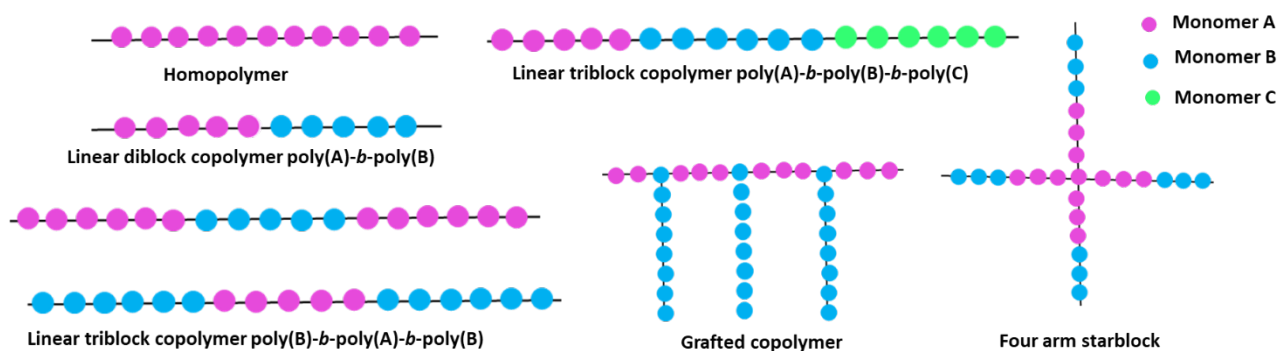 Homopolymer
Linear triblock copolymer poly(A)-b-poly(B)-b-poly(C)
Monomer A
Monomer B
Monomer C
Linear diblock copolymer poly(A)-b-poly(B)
Linear triblock copolymer poly(B)-b-poly(A)-b-poly(B)
Grafted copolymer
Four arm starblock